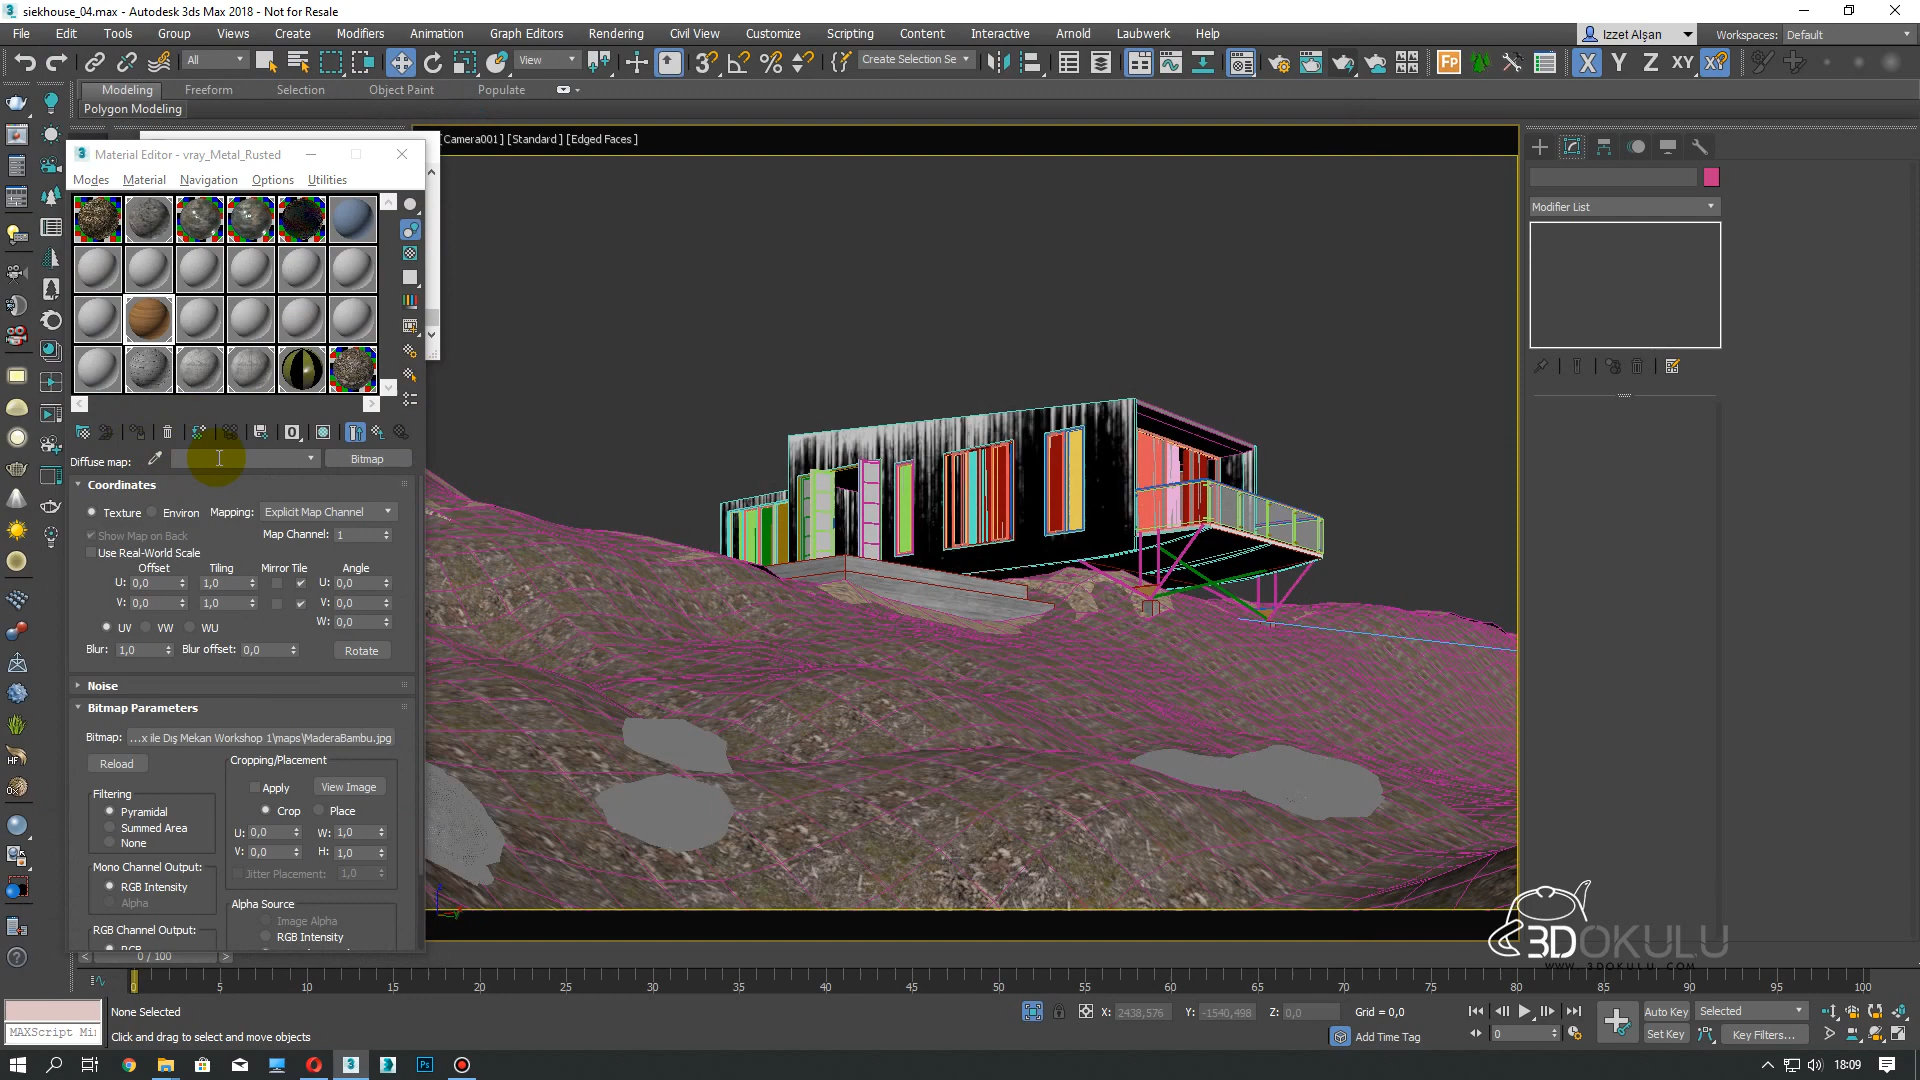 siekhouse_04.max - Autodesk 3ds Max 2018 - Not for Resale
File Edit Tools Group Views Create Modifiers Animation Graph Editors Rendering Civil View Customize Scripting Content Interactive Arnold Laubwerk Help
Izzet Alşan Workspaces: Default
All View Create Selection Se X Y Z XY
Modeling Freeform Selection Object Paint Populate
Polygon Modeling
[Camera001] [Standard] [Edged Faces]
Material Editor - vray_Metal_Rusted
Modes Material Navigation Options Utilities
Modifier List
Diffuse map: Bitmap
Coordinates
Texture Environ Mapping: Explicit Map Channel
Show Map on Back Map Channel: 1
Use Real-World Scale
Offset Tiling Mirror Tile Angle
U: 0,0 1,0 U: 0,0
V: 0,0 1,0 V: 0,0
W: 0,0
UV VW WU
Blur: 1,0 Blur offset: 0,0 Rotate
Noise
Bitmap Parameters
Bitmap: ...x ile Dış Mekan Workshop 1\maps\MaderaBambu.jpg
Reload
Cropping/Placement
Apply View Image
Crop Place
U: 0,0 W: 1,0
V: 0,0 H: 1,0
Jitter Placement: 1,0
Filtering
Pyramidal
Summed Area
None
Mono Channel Output:
RGB Intensity
Alpha
RGB Channel Output:
RGB
Alpha Source
Image Alpha
RGB Intensity
3DOKULU
WWW.3DOKULU.COM
0 / 100
0 5 10 15 20 25 30 35 40 45 50 55 60 65 70 75 80 85 90 95 100
None Selected
Click and drag to select and move objects
MAXScript Mi
X: 2438,576 Y: -1540,498 Z: 0,0 Grid = 0,0
Add Time Tag
Auto Key Selected
Set Key Key Filters...
0
18:09